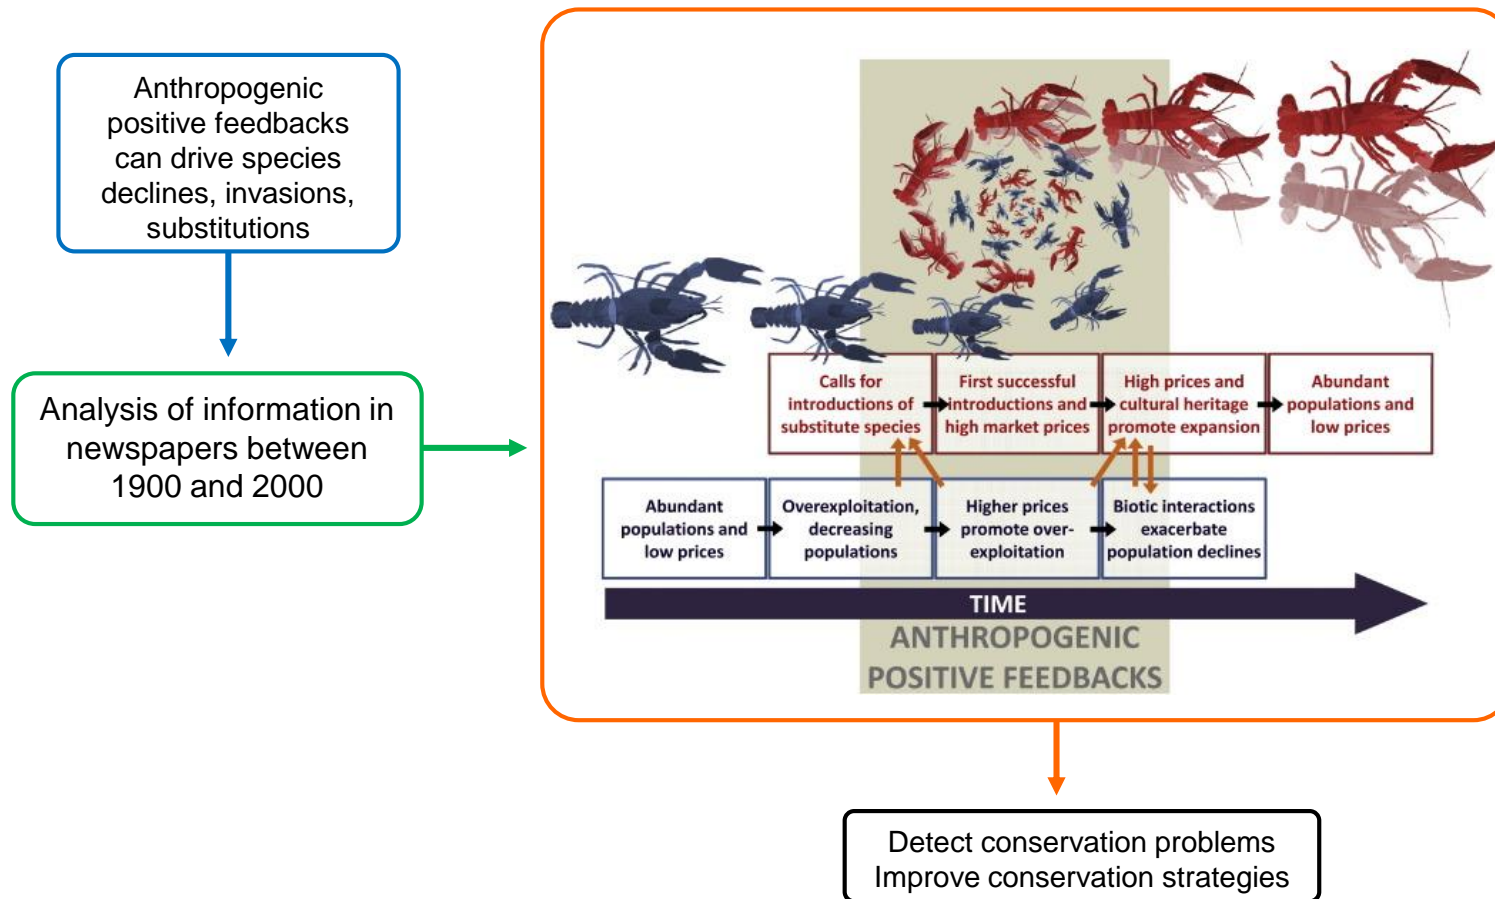 Anthropogenic
positive feedbacks
can drive species
declines, invasions,
substitutions
Analysis of information in
newspapers between
1900 and 2000
Calls for
introductions of
substitute species
First successful
introductions and
high market prices
High prices and
cultural heritage
promote expansion
Abundant
populations and
low prices
Abundant
populations and
low prices
Overexploitation,
decreasing
populations
Higher prices
promote over-
exploitation
Biotic interactions
exacerbate
population declines
TIME
ANTHROPOGENIC
POSITIVE FEEDBACKS
Detect conservation problems
Improve conservation strategies